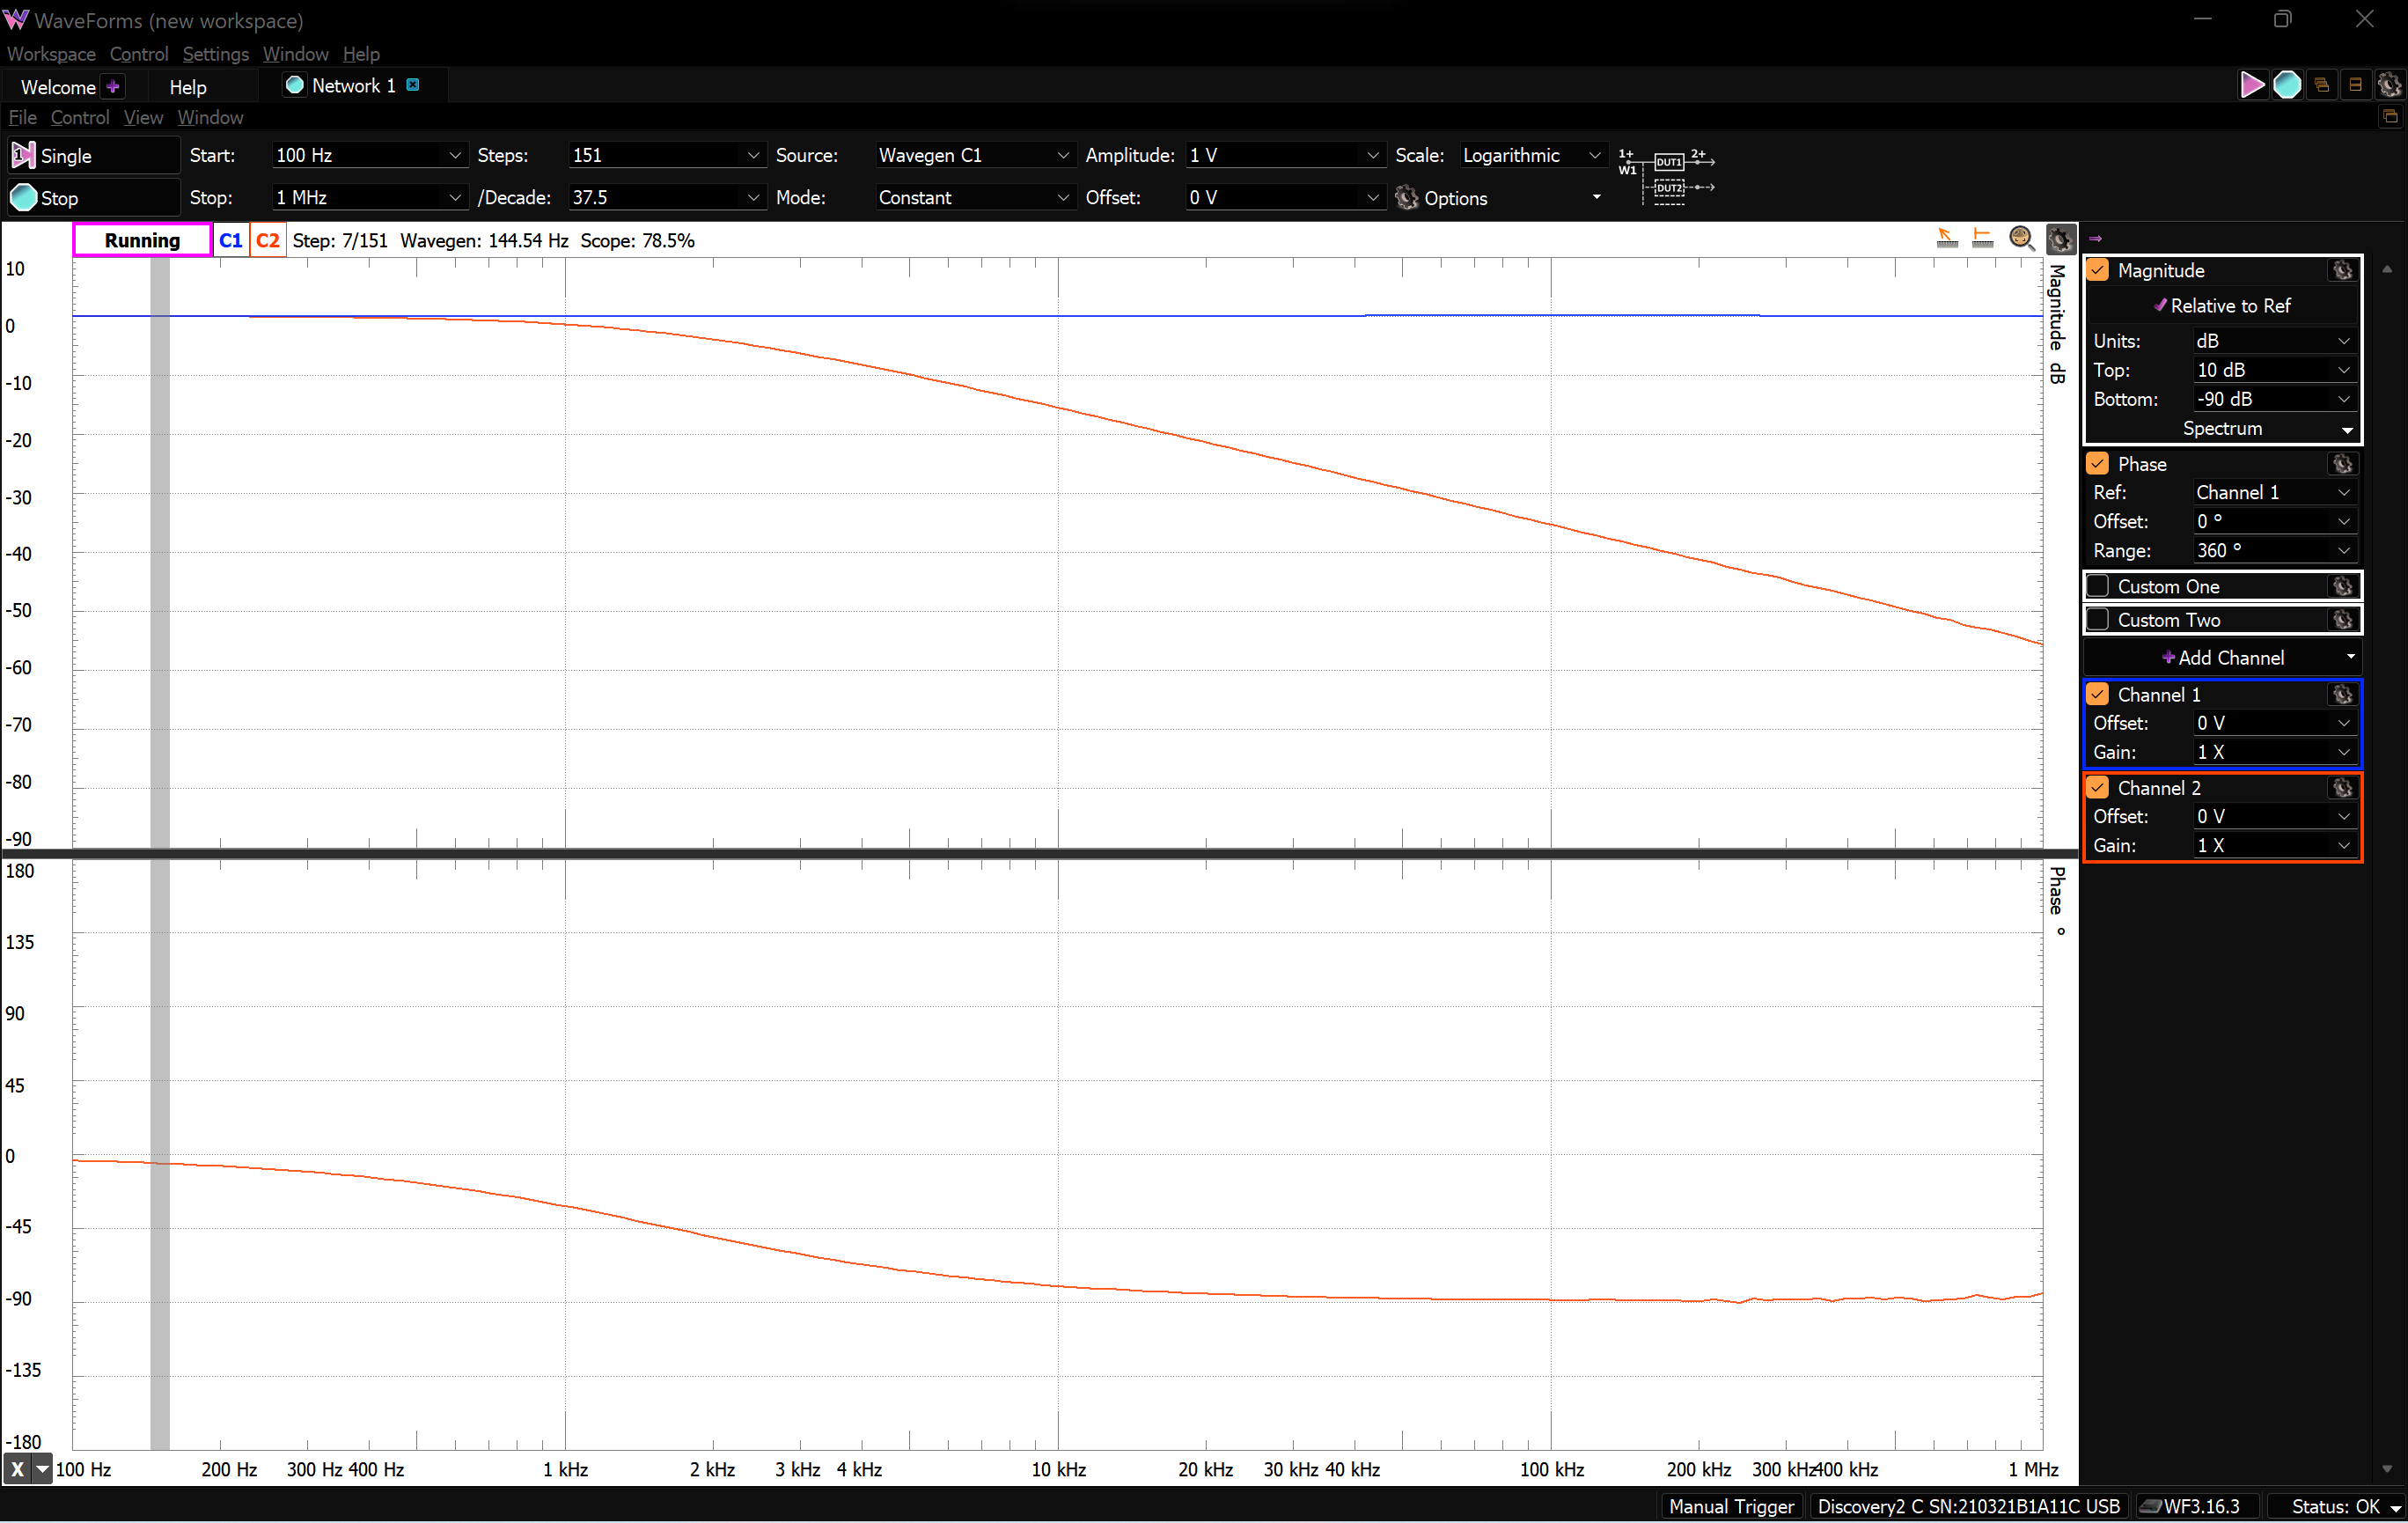 WaveForms (new workspace)
Workspace Control Settings Window Help
Welcome Help Network 1
File Control View Window
Single Start: 100 Hz Steps: 151 Source: Wavegen C1 Amplitude: 1 V Scale: Logarithmic
1+ W1 DUT1 2+ DUT2
Stop Stop: 1 MHz /Decade: 37.5 Mode: Constant Offset: 0 V Options
Running C1 C2 Step: 7/151 Wavegen: 144.54 Hz Scope: 78.5%
10
0
-10
-20
-30
-40
-50
-60
-70
-80
-90
Magnitude dB
180
135
90
45
0
-45
-90
-135
-180
Phase °
X 100 Hz 200 Hz 300 Hz 400 Hz 1 kHz 2 kHz 3 kHz 4 kHz 10 kHz 20 kHz 30 kHz 40 kHz 100 kHz 200 kHz 300 kHz 400 kHz 1 MHz
Magnitude
Relative to Ref
Units: dB
Top: 10 dB
Bottom: -90 dB
Spectrum
Phase
Ref: Channel 1
Offset: 0 °
Range: 360 °
Custom One
Custom Two
Add Channel
Channel 1
Offset: 0 V
Gain: 1 X
Channel 2
Offset: 0 V
Gain: 1 X
Manual Trigger Discovery2 C SN:210321B1A11C USB WF3.16.3 Status: OK